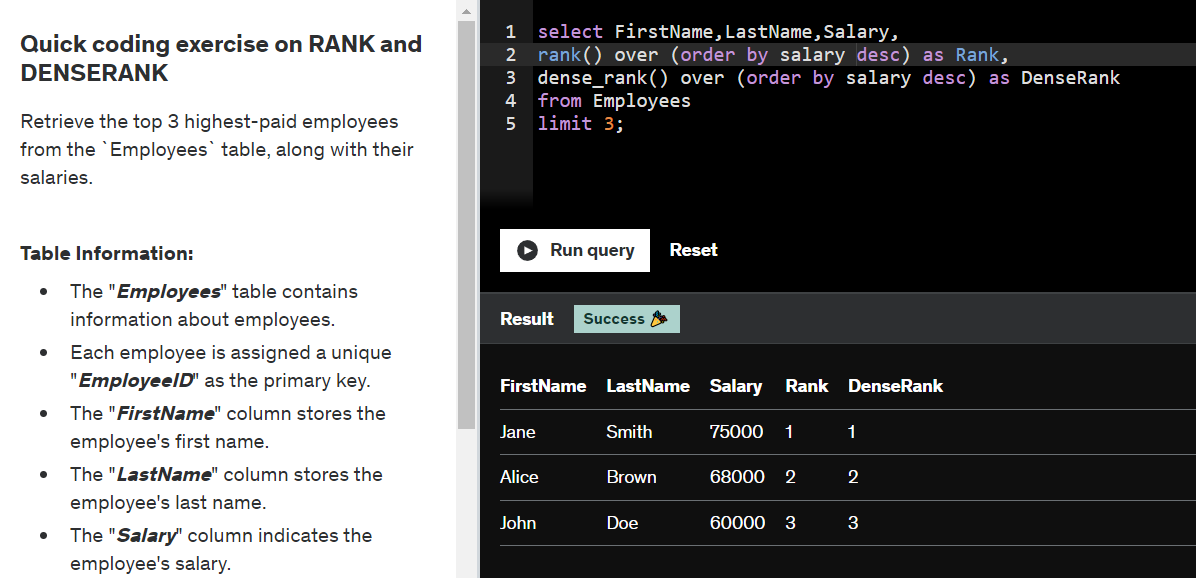 Quick coding exercise on RANK and
DENSERANK
Retrieve the top 3 highest-paid employees
from the `Employees` table, along with their
salaries.
Table Information:
• The "Employees" table contains
information about employees.
• Each employee is assigned a unique
"EmployeeID" as the primary key.
• The "FirstName" column stores the
employee's first name.
• The "LastName" column stores the
employee's last name.
• The "Salary" column indicates the
employee's salary.
1 select FirstName,LastName,Salary,
2 rank() over (order by salary desc) as Rank,
3 dense_rank() over (order by salary desc) as DenseRank
4 from Employees
5 limit 3;
Run query Reset
Result Success
FirstName LastName Salary Rank DenseRank
Jane Smith 75000 1 1
Alice Brown 68000 2 2
John Doe 60000 3 3